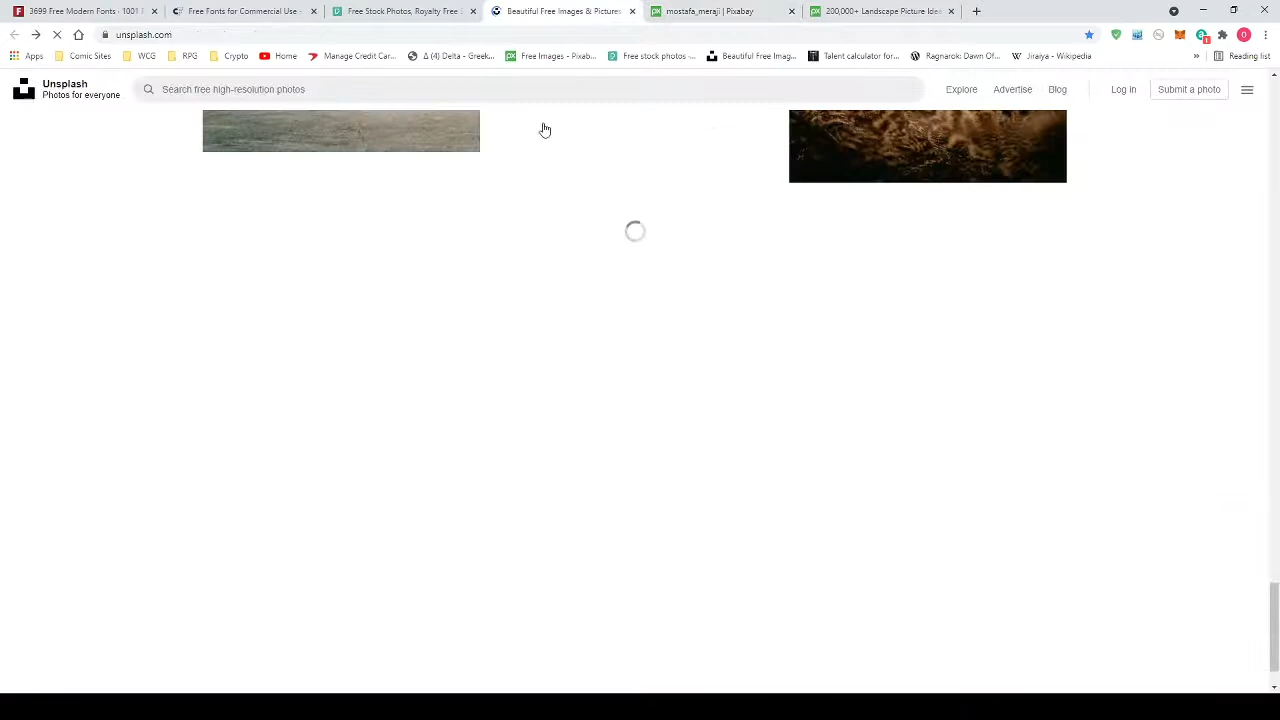 3699 Free Modern Fonts · 1001 F
Free Fonts for Commercial Use ·
Free Stock Photos, Royalty Free S
Beautiful Free Images & Pictures
mostafa_meraji | Pixabay
200,000+ Landscape Picture Idea
unsplash.com
Apps
Comic Sites
WCG
RPG
Crypto
Home
Manage Credit Car...
Δ (4) Delta - Greek...
Free Images - Pixab...
Free stock photos -...
Beautiful Free Imag...
Talent calculator for...
Ragnarok: Dawn Of...
Jiraiya - Wikipedia
»
Reading list
Unsplash
Photos for everyone
Search free high-resolution photos
Explore
Advertise
Blog
Log in
Submit a photo